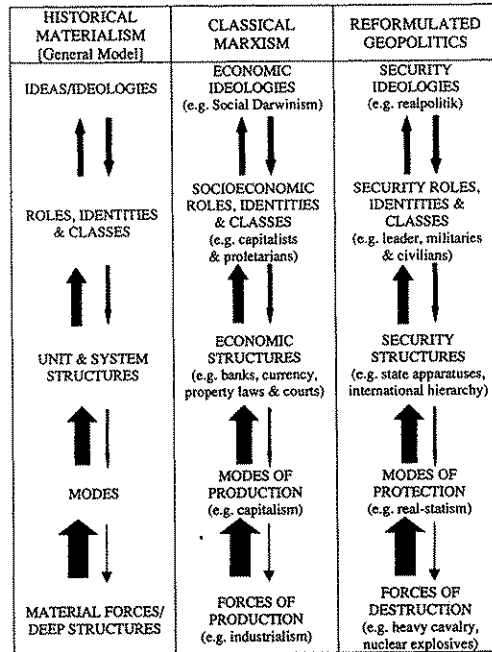 HISTORICAL
MATERIALISM
[General Model]
IDEAS/IDEOLOGIES
ROLES, IDENTITIES
& CLASSES
UNIT & SYSTEM
STRUCTURES
MODES
MATERIAL FORCES/
DEEP STRUCTURES
CLASSICAL
MARXISM
ECONOMIC
IDEOLOGIES
(e.g. Social Darwinism)
SOCIOECONOMIC
ROLES, IDENTITIES
& CLASSES
(e.g. capitalists
& proletarians)
ECONOMIC
STRUCTURES
(e.g. banks, currency,
property laws & courts)
MODES OF
PRODUCTION
(e.g. capitalism)
FORCES OF
PRODUCTION
(e.g. industrialism)
REFORMULATED
GEOPOLITICS
SECURITY
IDEOLOGIES
(e.g. realpolitik)
SECURITY ROLES,
IDENTITIES &
CLASSES
(e.g. leader, militaries
& civilians)
SECURITY
STRUCTURES
(e.g. state apparatuses,
international hierarchy)
MODES OF
PROTECTION
(e.g. real-statism)
FORCES OF
DESTRUCTION
(e.g. heavy cavalry,
nuclear explosives)